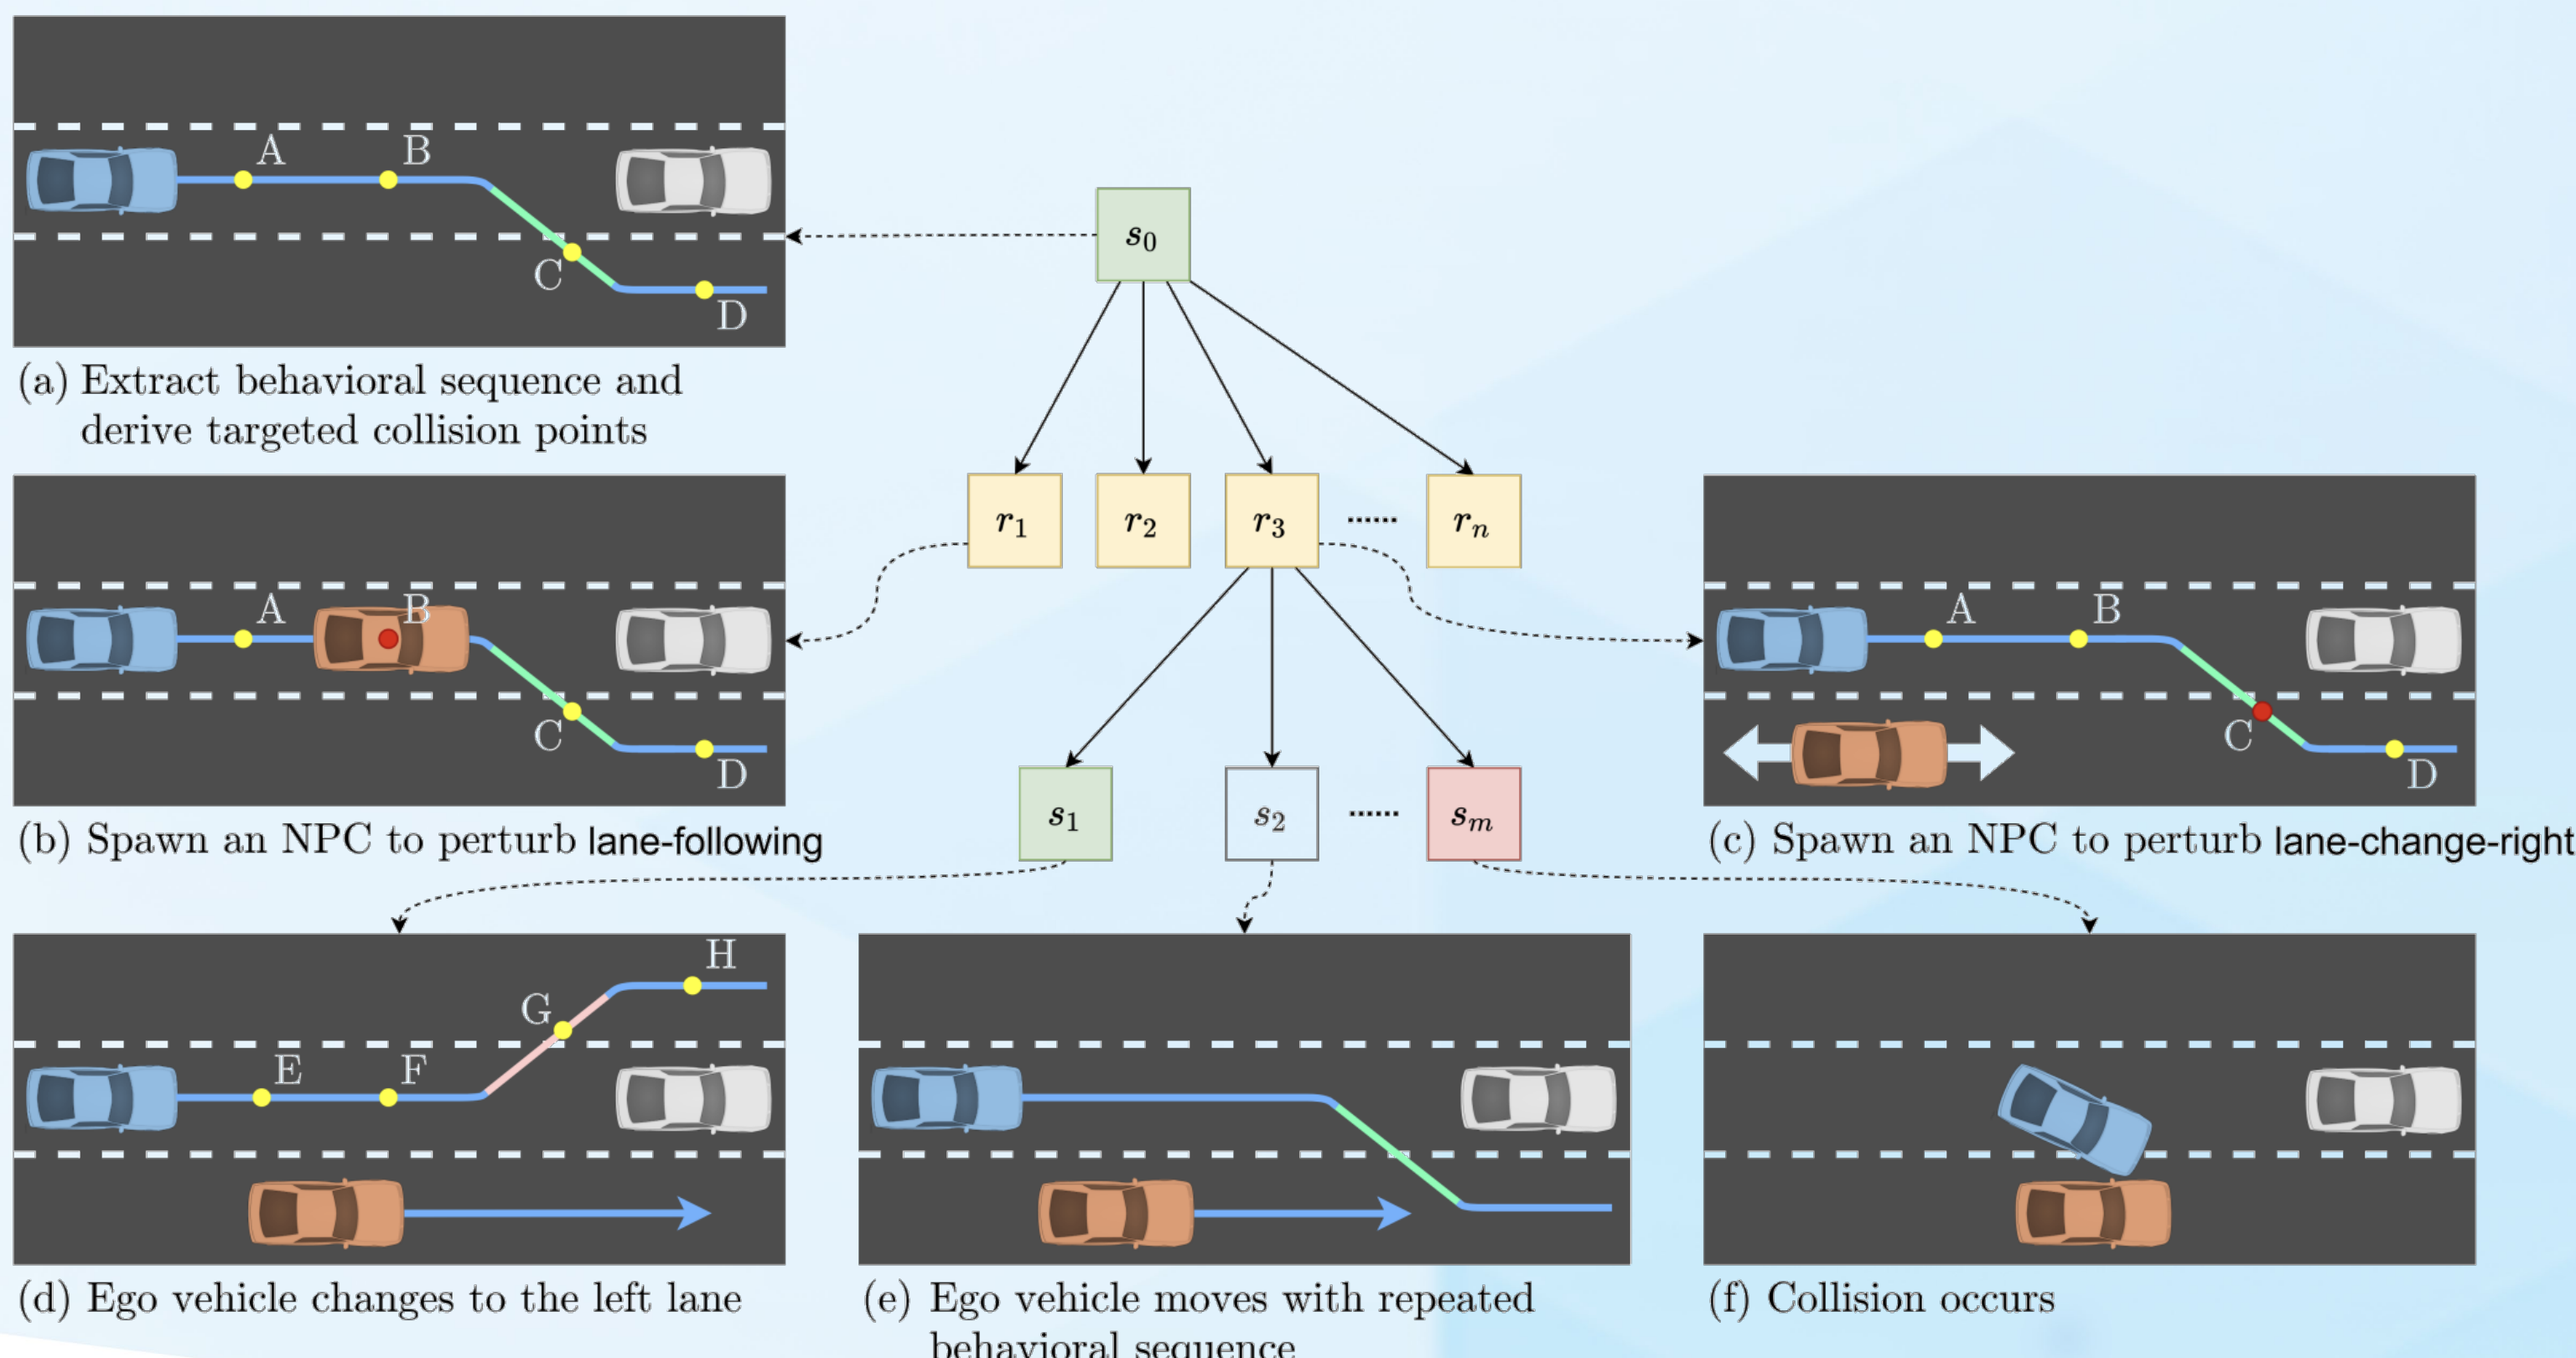 A
B
C
D
(a) Extract behavioral sequence and
derive targeted collision points
s₀
r₁
r₂
r₃
......
rₙ
A
B
C
D
(b) Spawn an NPC to perturb lane-following
s₁
s₂
......
sₘ
A
B
C
D
(c) Spawn an NPC to perturb lane-change-right
H
G
E
F
(d) Ego vehicle changes to the left lane
(e) Ego vehicle moves with repeated
behavioral sequence
(f) Collision occurs